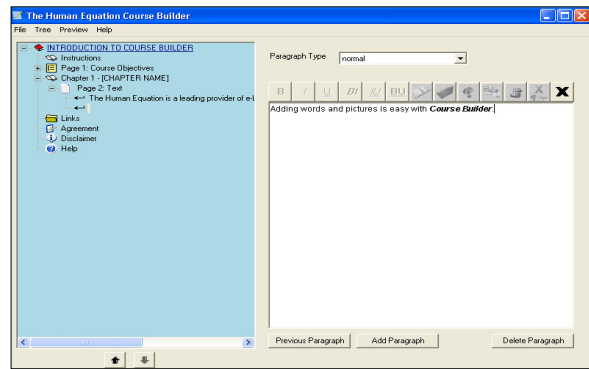 The Human Equation Course Builder
File Tree Preview Help
INTRODUCTION TO COURSE BUILDER
Instructions
Page 1: Course Objectives
Chapter 1 - [CHAPTER NAME]
Page 2: Text
The Human Equation is a leading provider of e-l
Links
Agreement
Disclaimer
Help
Paragraph Type normal
B I U BI IU BU
Adding words and pictures is easy with Course Builder.
Previous Paragraph Add Paragraph Delete Paragraph